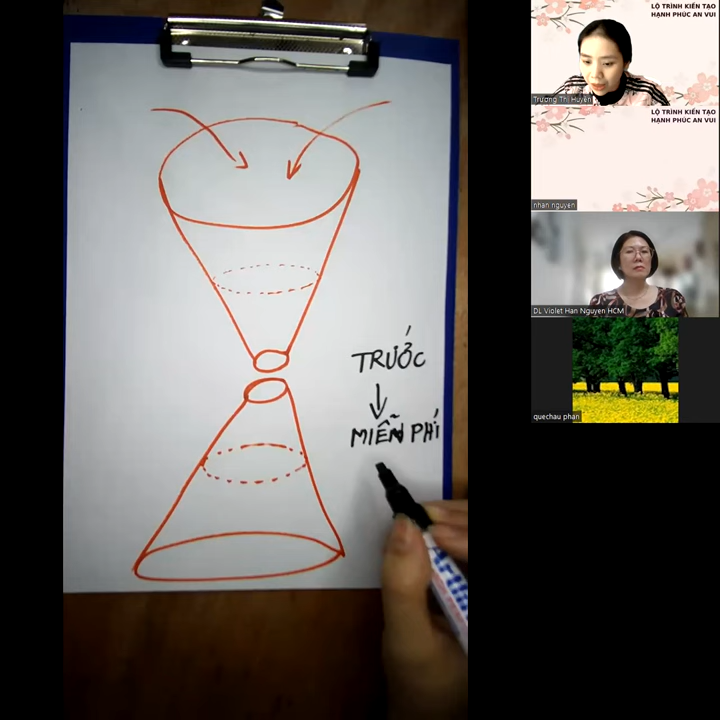 TRƯỚC
MIỄN PHÍ
LỘ TRÌNH KIẾN TẠO
HẠNH PHÚC AN VUI
Trương Thị Huyền
LỘ TRÌNH KIẾN TẠO
HẠNH PHÚC AN VUI
nhan nguyen
DL Violet Han Nguyen HCM
quechau phan